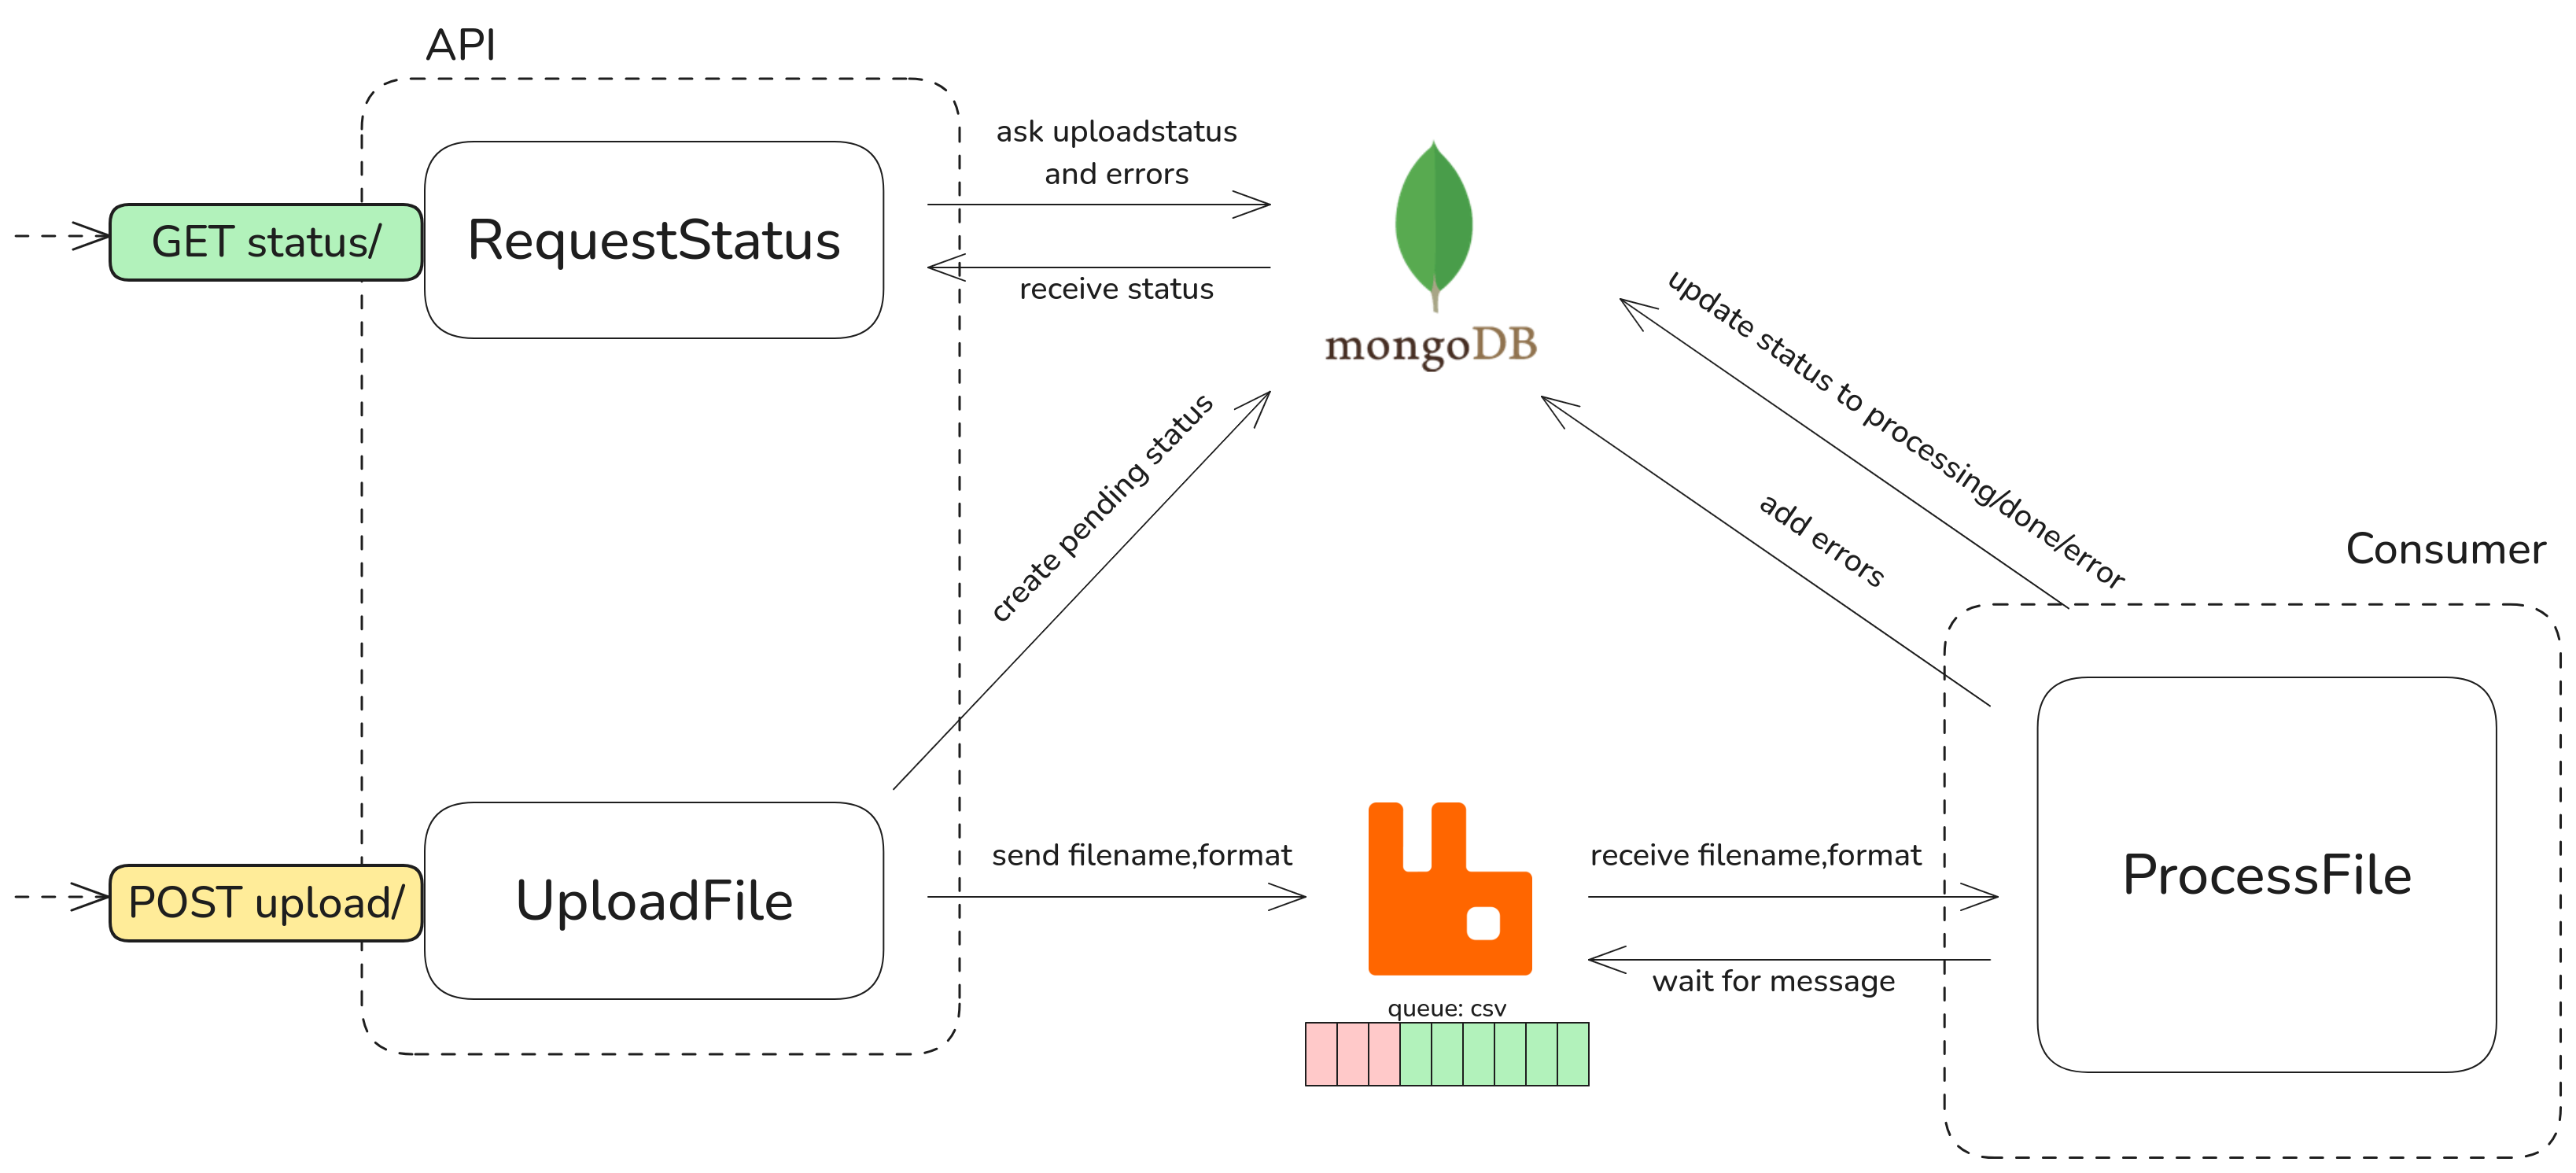 API
ask uploadstatus
and errors
GET status/
RequestStatus
receive status
mongoDB
update status to processing/done/error
create pending status
add errors
Consumer
POST upload/
UploadFile
send filename,format
receive filename,format
wait for message
ProcessFile
queue: csv